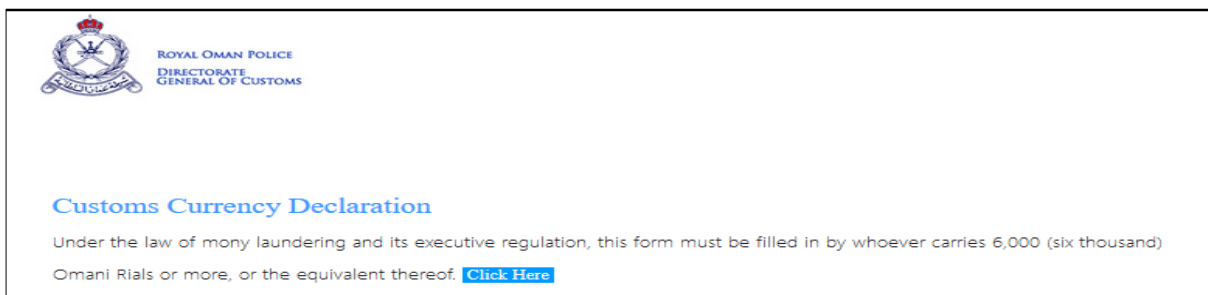 ROYAL OMAN POLICE
DIRECTORATE
GENERAL OF CUSTOMS
Customs Currency Declaration
Under the law of mony laundering and its executive regulation, this form must be filled in by whoever carries 6,000 (six thousand)
Omani Rials or more, or the equivalent thereof. Click Here